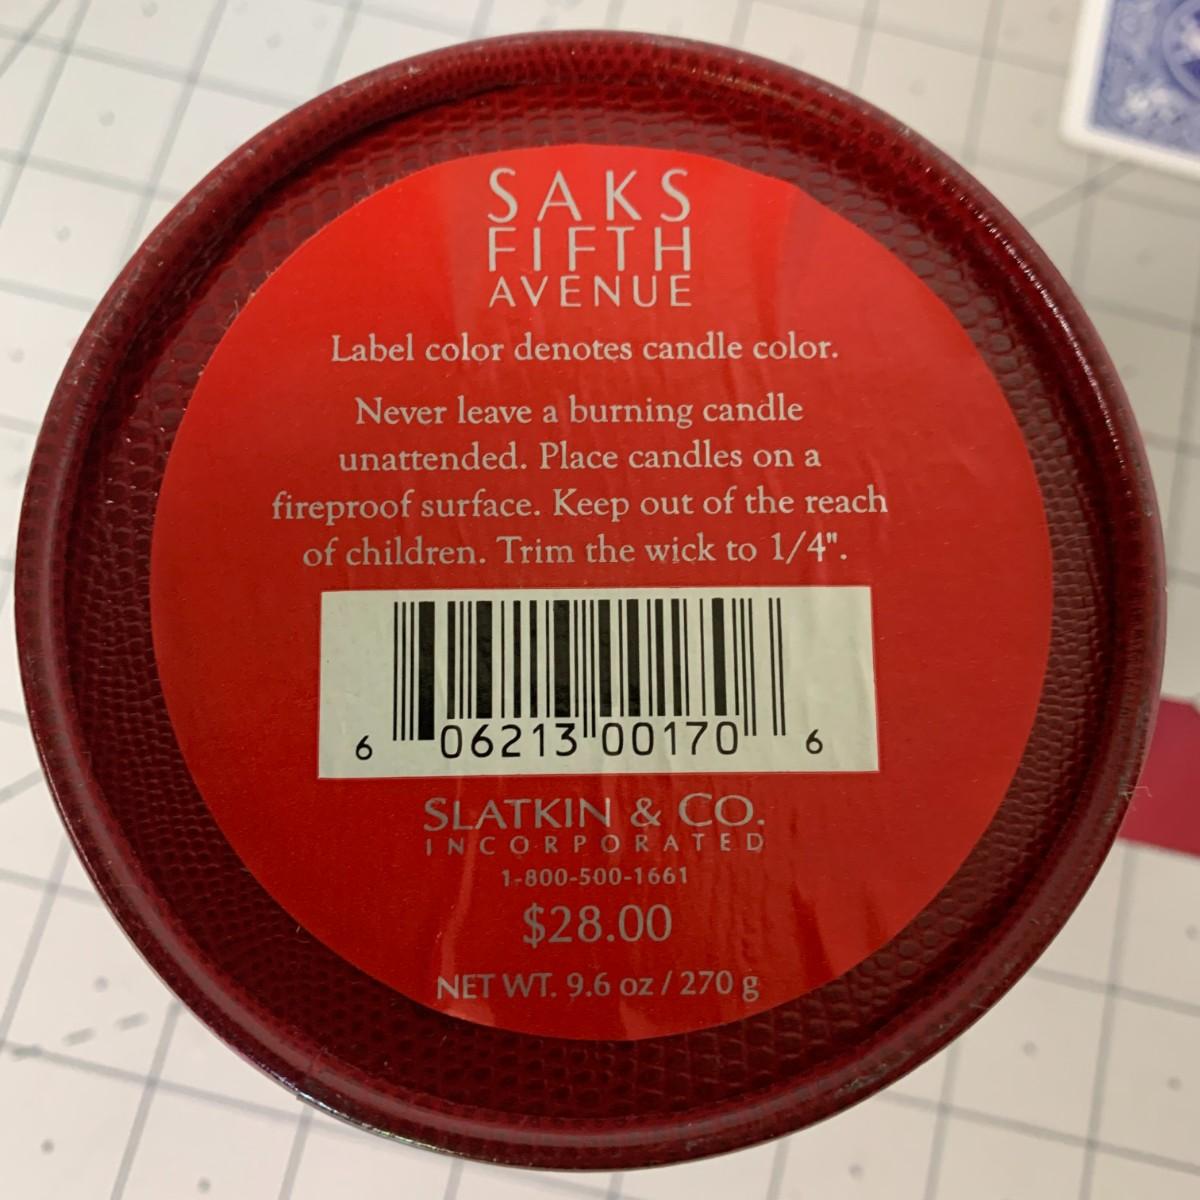 SAKS
FIFTH
AVENUE
Label color denotes candle color.
Never leave a burning candle
unattended. Place candles on a
fireproof surface. Keep out of the reach
of children. Trim the wick to 1/4".
6 06213 00170 6
SLATKIN & CO.
INCORPORATED
1-800-500-1661
$28.00
NET WT. 9.6 oz / 270 g